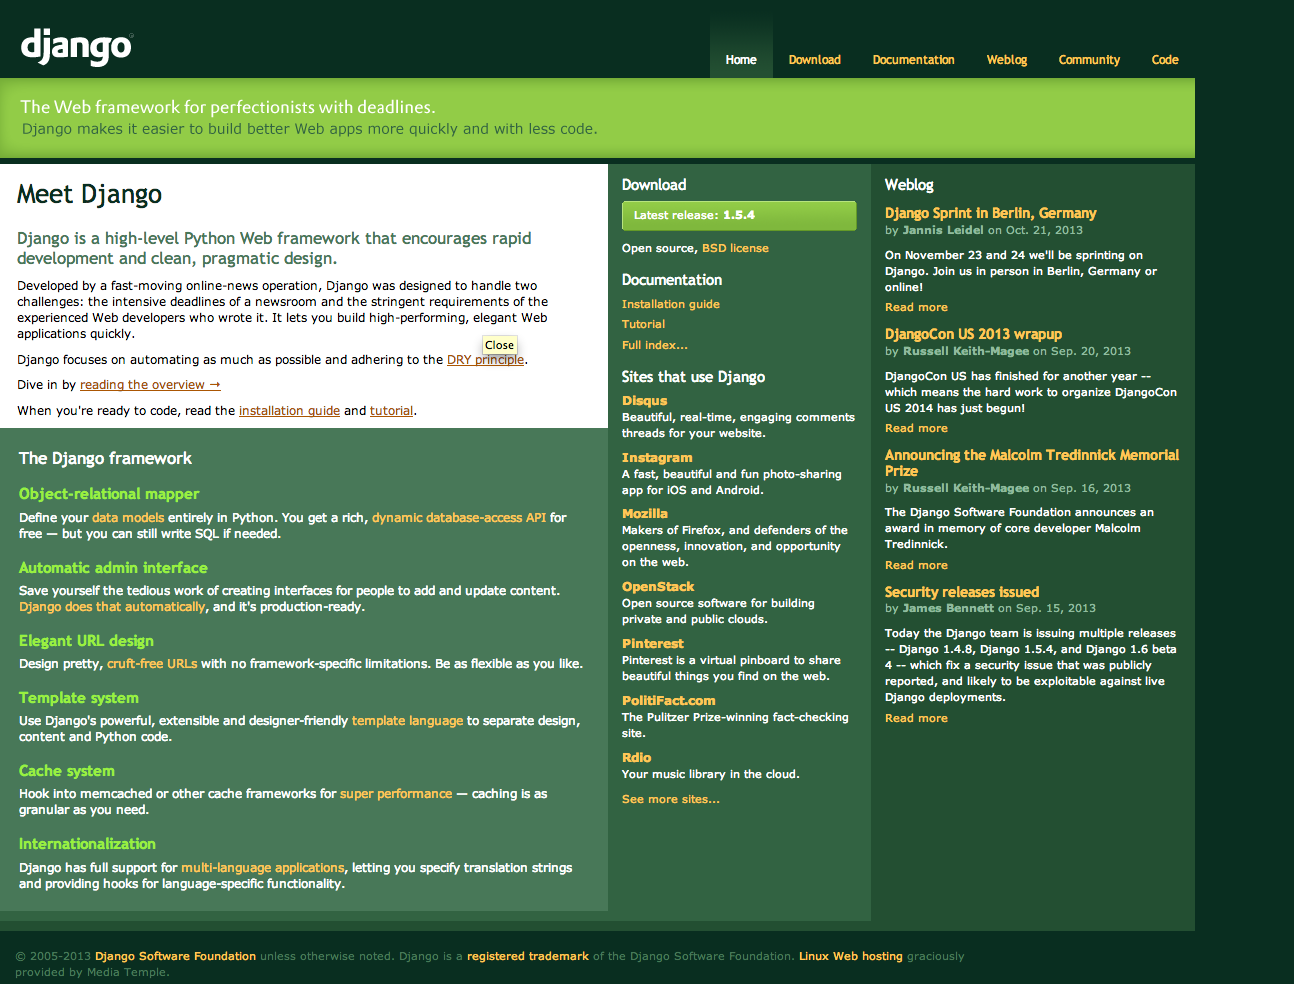 django®
Home
Download
Documentation
Weblog
Community
Code
The Web framework for perfectionists with deadlines.
Django makes it easier to build better Web apps more quickly and with less code.
Meet Django
Django is a high-level Python Web framework that encourages rapid
development and clean, pragmatic design.
Developed by a fast-moving online-news operation, Django was designed to handle two
challenges: the intensive deadlines of a newsroom and the stringent requirements of the
experienced Web developers who wrote it. It lets you build high-performing, elegant Web
applications quickly.
Close
Django focuses on automating as much as possible and adhering to the DRY principle.
Dive in by reading the overview →
When you're ready to code, read the installation guide and tutorial.
The Django framework
Object-relational mapper
Define your data models entirely in Python. You get a rich, dynamic database-access API for
free — but you can still write SQL if needed.
Automatic admin interface
Save yourself the tedious work of creating interfaces for people to add and update content.
Django does that automatically, and it's production-ready.
Elegant URL design
Design pretty, cruft-free URLs with no framework-specific limitations. Be as flexible as you like.
Template system
Use Django's powerful, extensible and designer-friendly template language to separate design,
content and Python code.
Cache system
Hook into memcached or other cache frameworks for super performance — caching is as
granular as you need.
Internationalization
Django has full support for multi-language applications, letting you specify translation strings
and providing hooks for language-specific functionality.
Download
Latest release: 1.5.4
Open source, BSD license
Documentation
Installation guide
Tutorial
Full index...
Sites that use Django
Disqus
Beautiful, real-time, engaging comments
threads for your website.
Instagram
A fast, beautiful and fun photo-sharing
app for iOS and Android.
Mozilla
Makers of Firefox, and defenders of the
openness, innovation, and opportunity
on the web.
OpenStack
Open source software for building
private and public clouds.
Pinterest
Pinterest is a virtual pinboard to share
beautiful things you find on the web.
PolitiFact.com
The Pulitzer Prize-winning fact-checking
site.
Rdio
Your music library in the cloud.
See more sites...
Weblog
Django Sprint in Berlin, Germany
by Jannis Leidel on Oct. 21, 2013
On November 23 and 24 we'll be sprinting on
Django. Join us in person in Berlin, Germany or
online!
Read more
DjangoCon US 2013 wrapup
by Russell Keith-Magee on Sep. 20, 2013
DjangoCon US has finished for another year --
which means the hard work to organize DjangoCon
US 2014 has just begun!
Read more
Announcing the Malcolm Tredinnick Memorial
Prize
by Russell Keith-Magee on Sep. 16, 2013
The Django Software Foundation announces an
award in memory of core developer Malcolm
Tredinnick.
Read more
Security releases issued
by James Bennett on Sep. 15, 2013
Today the Django team is issuing multiple releases
-- Django 1.4.8, Django 1.5.4, and Django 1.6 beta
4 -- which fix a security issue that was publicly
reported, and likely to be exploitable against live
Django deployments.
Read more
© 2005-2013 Django Software Foundation unless otherwise noted. Django is a registered trademark of the Django Software Foundation. Linux Web hosting graciously
provided by Media Temple.